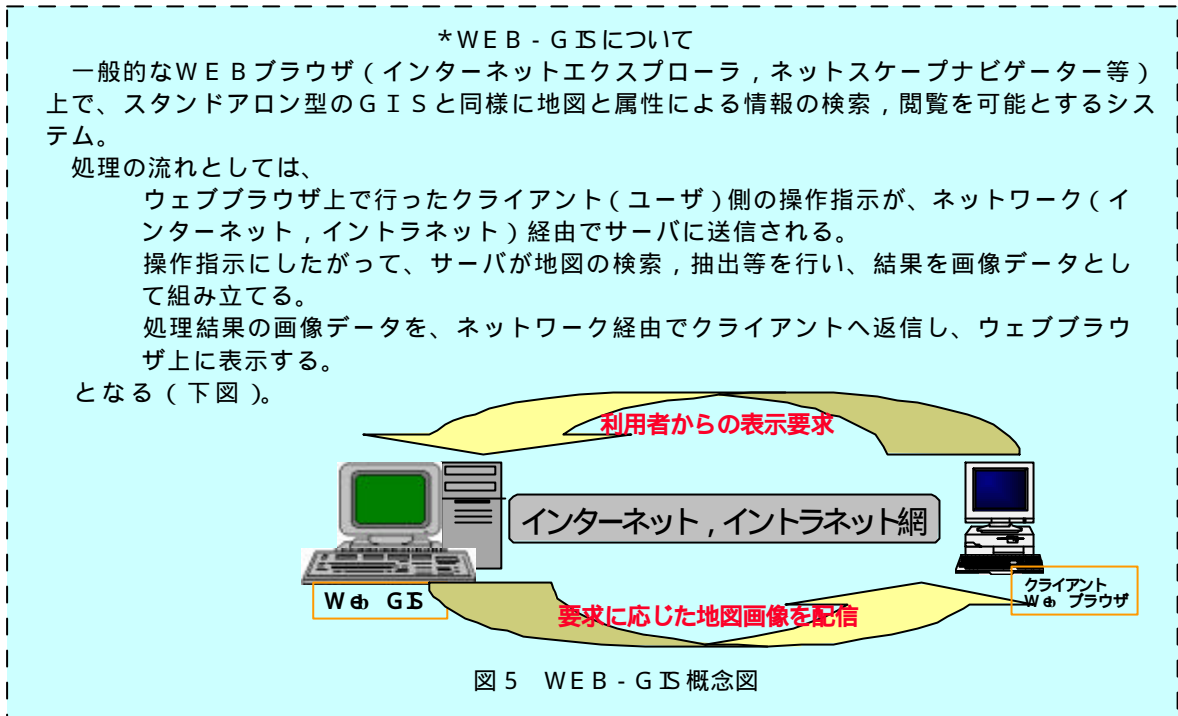 *WEB-GISについて
一般的なWEBブラウザ(インターネットエクスプローラ,ネットスケープナビゲーター等)
上で、スタンドアロン型のGISと同様に地図と属性による情報の検索,閲覧を可能とするシス
テム。
処理の流れとしては、
ウェブブラウザ上で行ったクライアント(ユーザ)側の操作指示が、ネットワーク(イ
ンターネット,イントラネット)経由でサーバに送信される。
操作指示にしたがって、サーバが地図の検索,抽出等を行い、結果を画像データとし
て組み立てる。
処理結果の画像データを、ネットワーク経由でクライアントへ返信し、ウェブブラウ
ザ上に表示する。
となる(下図)。
利用者からの表示要求
インターネット,イントラネット網
Web GIS
クライアント
Web ブラウザ
要求に応じた地図画像を配信
図5 WEB-GIS概念図